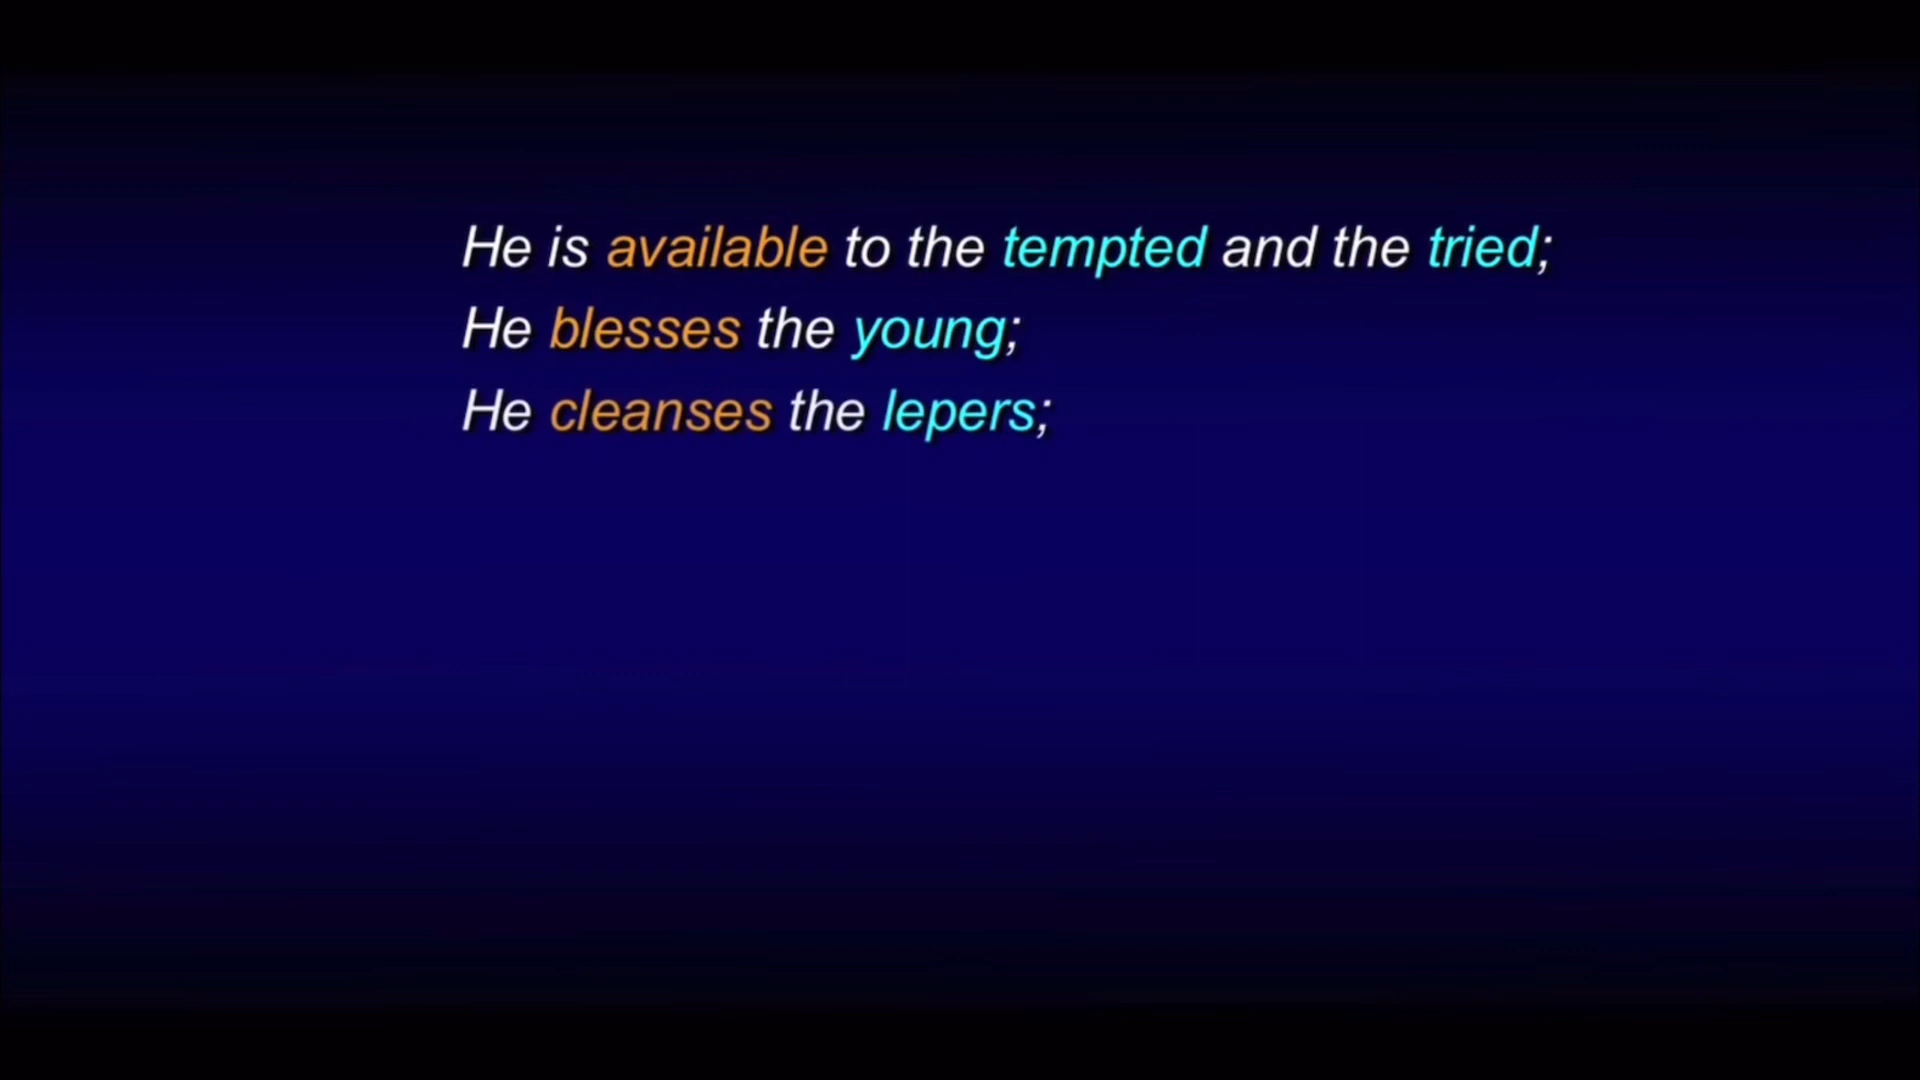 He is available to the tempted and the tried;
He blesses the young;
He cleanses the lepers;